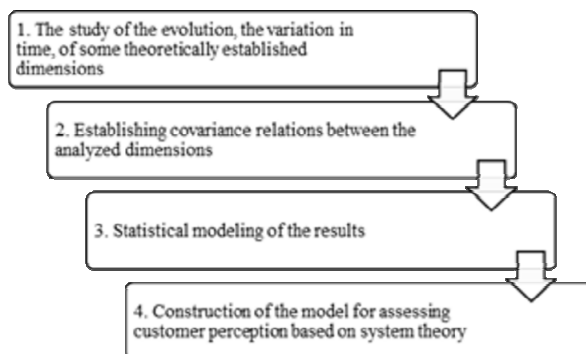 1. The study of the evolution, the variation in
time, of some theoretically established
dimensions
2. Establishing covariance relations between the
analyzed dimensions
3. Statistical modeling of the results
4. Construction of the model for assessing
customer perception based on system theory